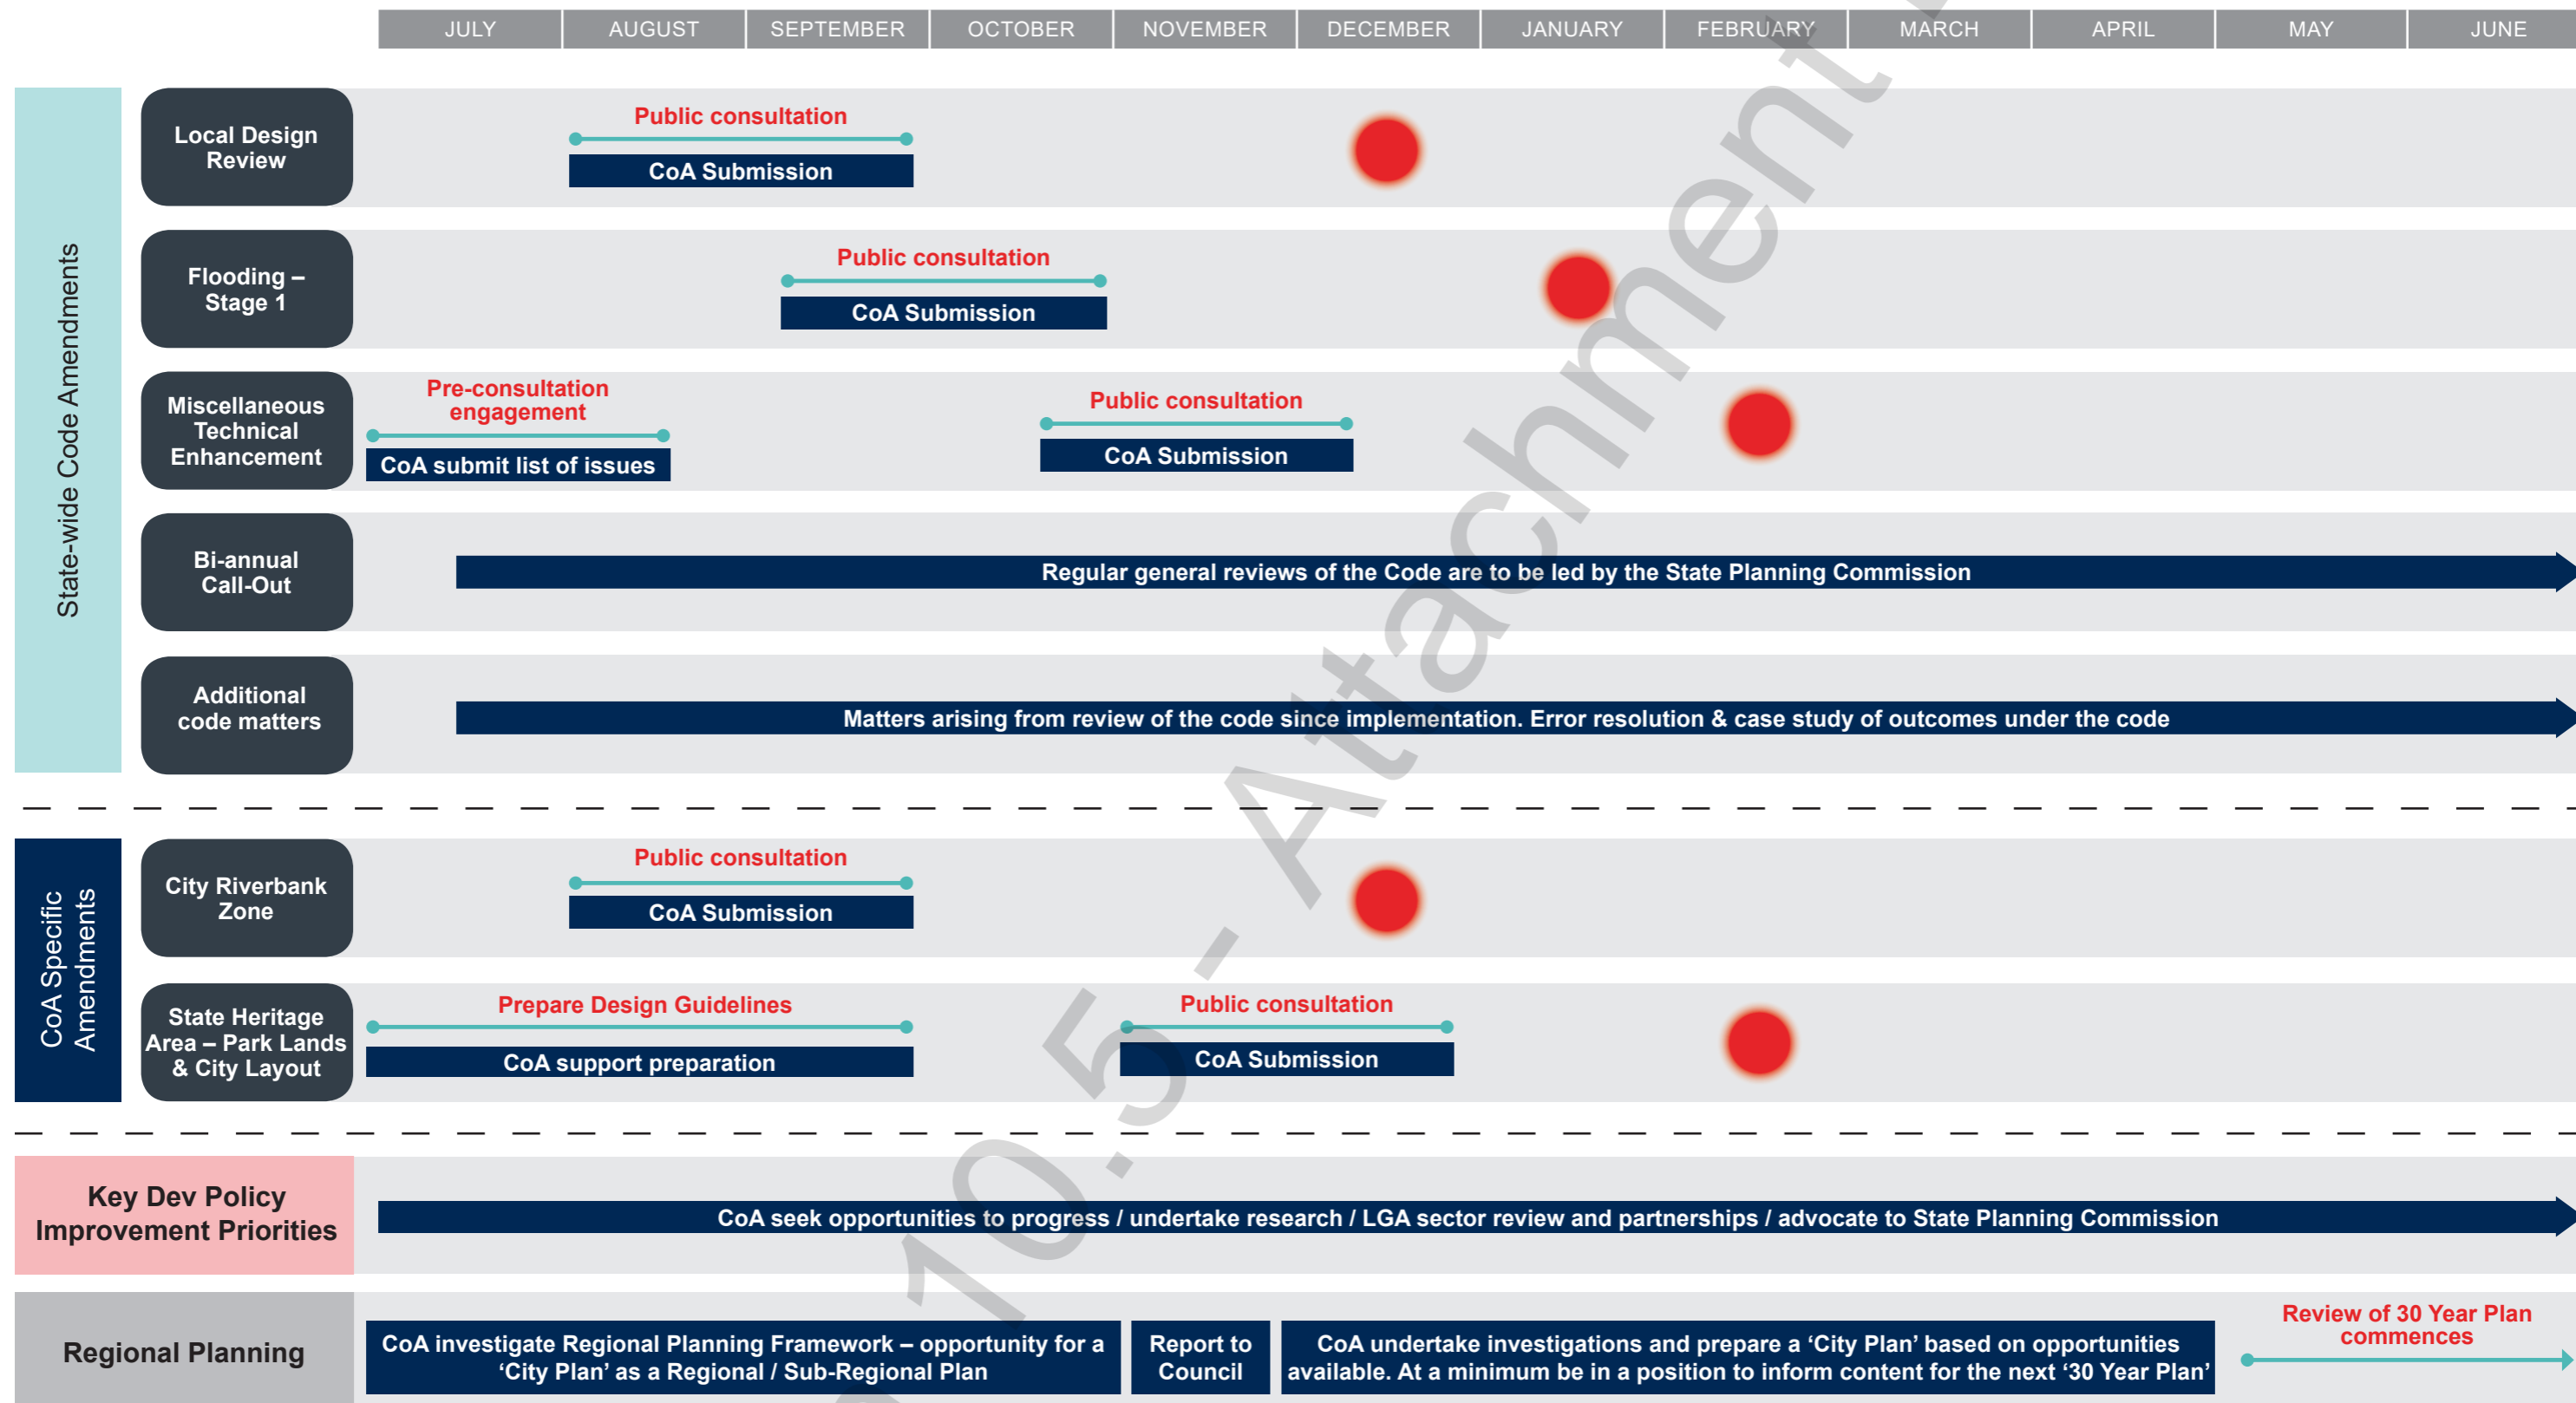 JULY
AUGUST
SEPTEMBER
OCTOBER
NOVEMBER
DECEMBER
JANUARY
FEBRUARY
MARCH
APRIL
MAY
JUNE
State-wide Code Amendments
Local Design
Review
Public consultation
CoA Submission
Flooding –
Stage 1
Public consultation
CoA Submission
Miscellaneous
Technical
Enhancement
Pre-consultation
engagement
CoA submit list of issues
Public consultation
CoA Submission
Bi-annual
Call-Out
Regular general reviews of the Code are to be led by the State Planning Commission
Additional
code matters
Matters arising from review of the code since implementation. Error resolution & case study of outcomes under the code
CoA Specific
Amendments
City Riverbank
Zone
Public consultation
CoA Submission
State Heritage
Area – Park Lands
& City Layout
Prepare Design Guidelines
CoA support preparation
Public consultation
CoA Submission
Key Dev Policy
Improvement Priorities
CoA seek opportunities to progress / undertake research / LGA sector review and partnerships / advocate to State Planning Commission
Regional Planning
CoA investigate Regional Planning Framework – opportunity for a
‘City Plan’ as a Regional / Sub-Regional Plan
Report to
Council
CoA undertake investigations and prepare a ‘City Plan’ based on opportunities
available. At a minimum be in a position to inform content for the next ‘30 Year Plan’
Review of 30 Year Plan
commences
10.5 - Attachment